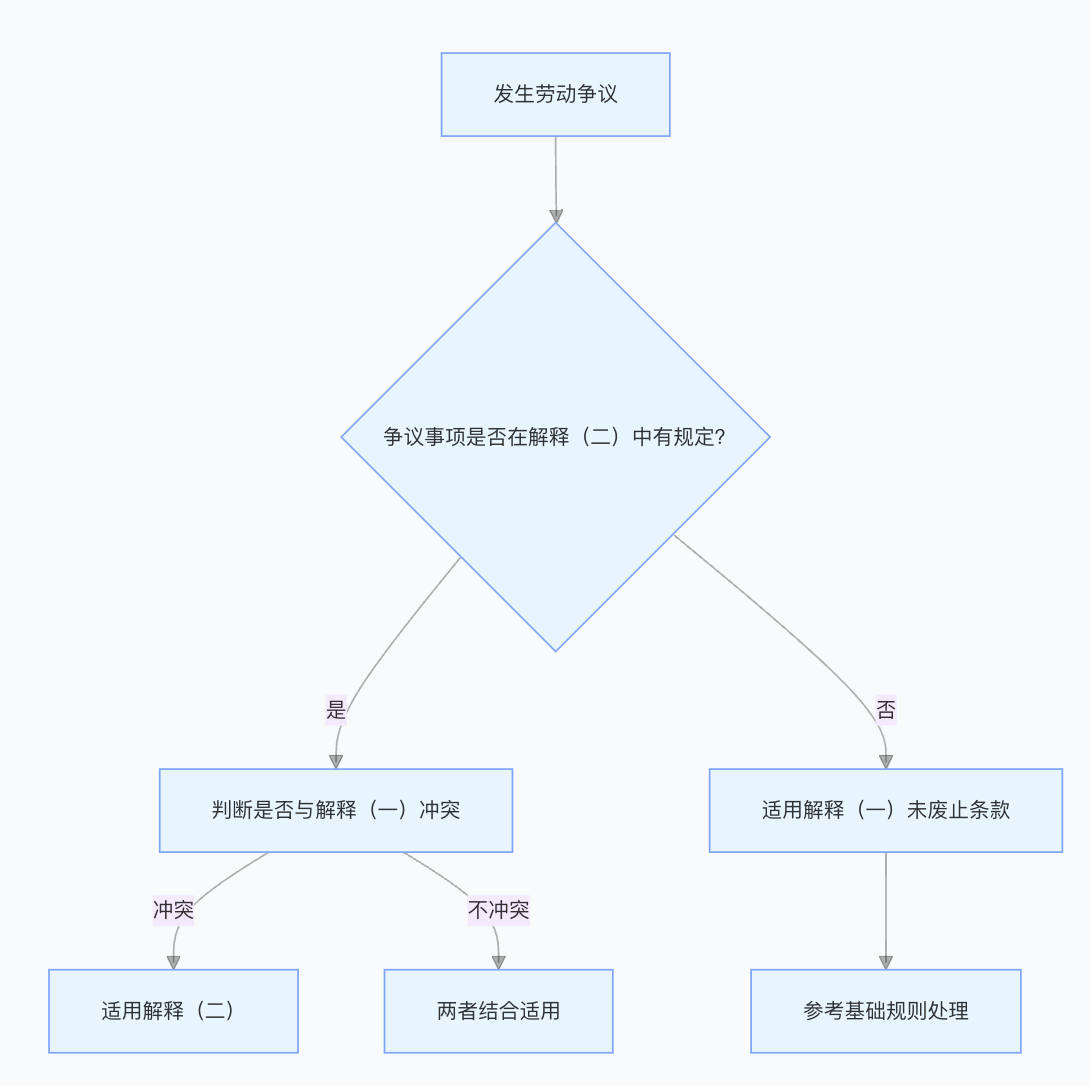 发生劳动争议
争议事项是否在解释（二）中有规定?
是
否
判断是否与解释（一）冲突
适用解释（一）未废止条款
冲突
不冲突
适用解释（二）
两者结合适用
参考基础规则处理